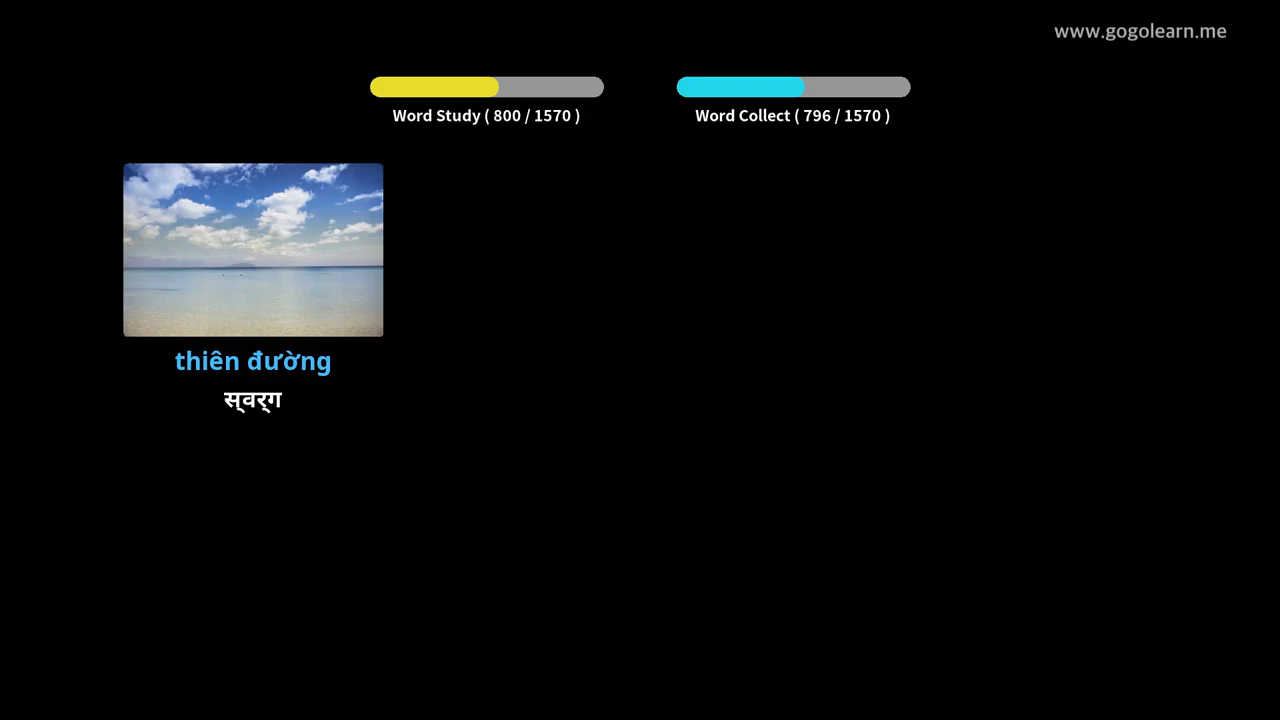 www.gogolearn.me
Word Study ( 800 / 1570 )
Word Collect ( 796 / 1570 )
thiên đường
स्वर्ग